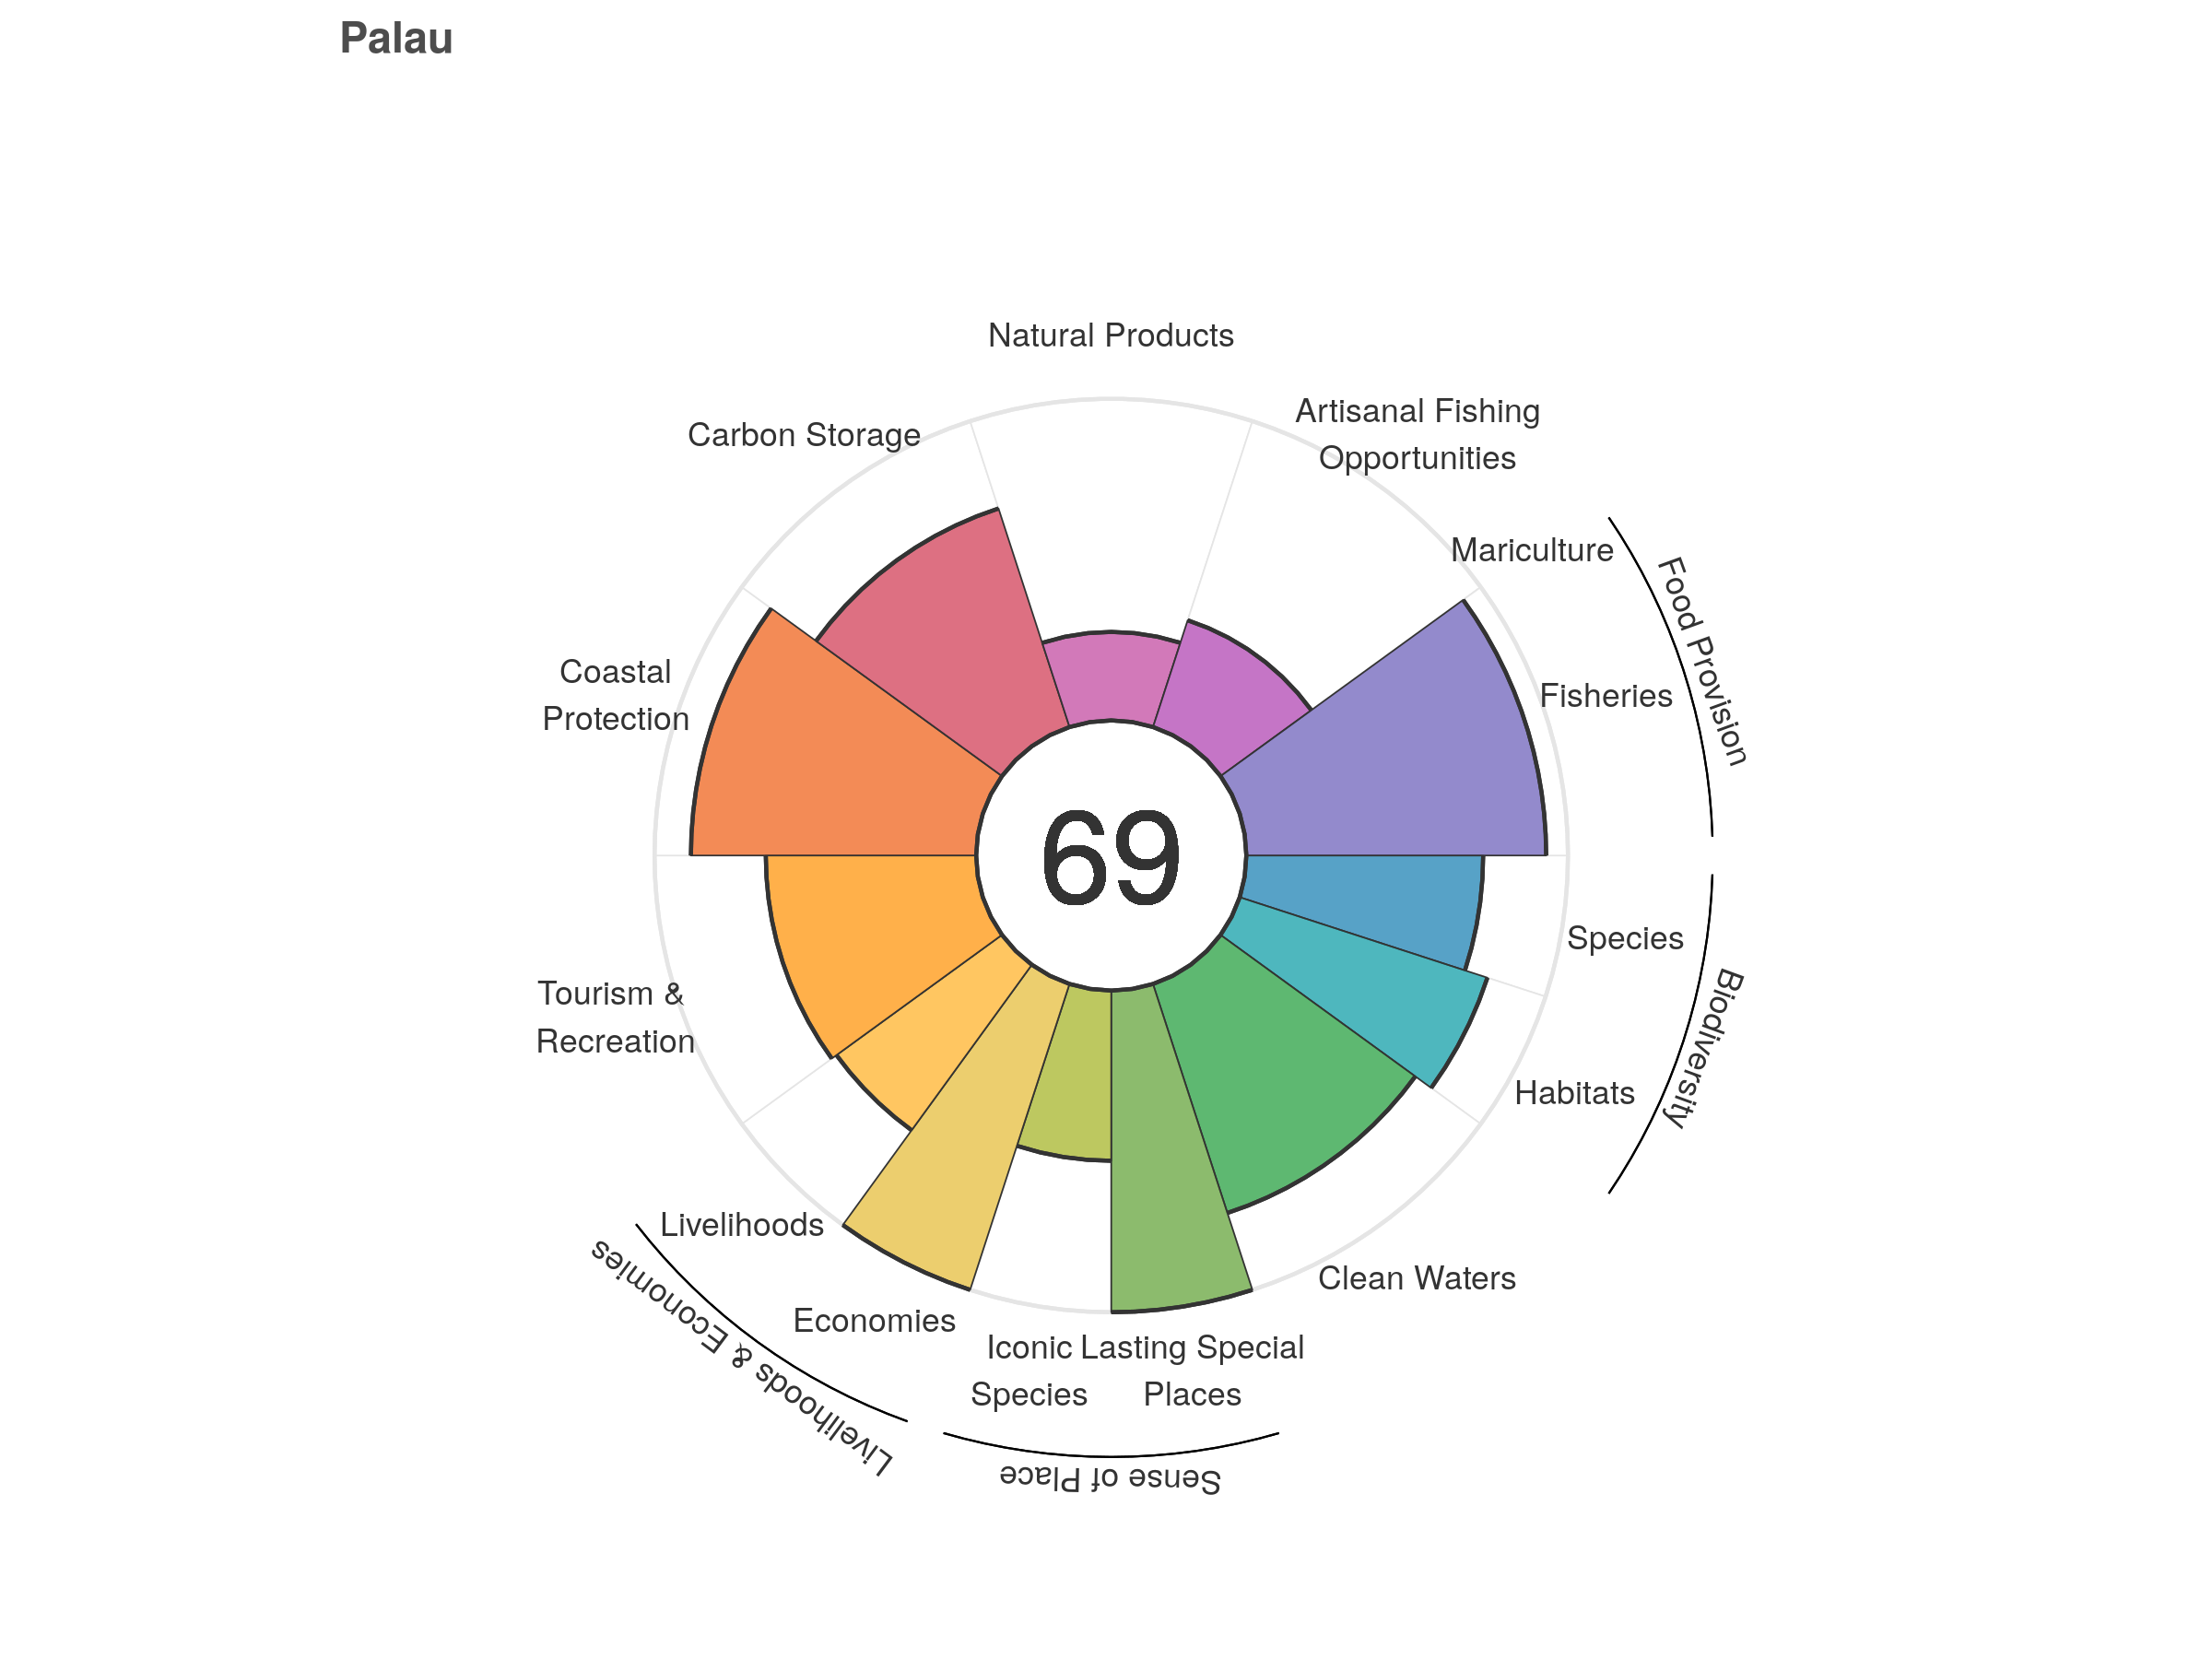 Palau
Natural Products
Artisanal Fishing
Opportunities
Carbon Storage
Mariculture
Food Provision
Fisheries
Coastal
Protection
69
Species
Biodiversity
Habitats
Tourism &
Recreation
Livelihoods
Economies
Livelihoods & Economies
Clean Waters
Iconic
Species
Lasting Special
Places
Sense of Place